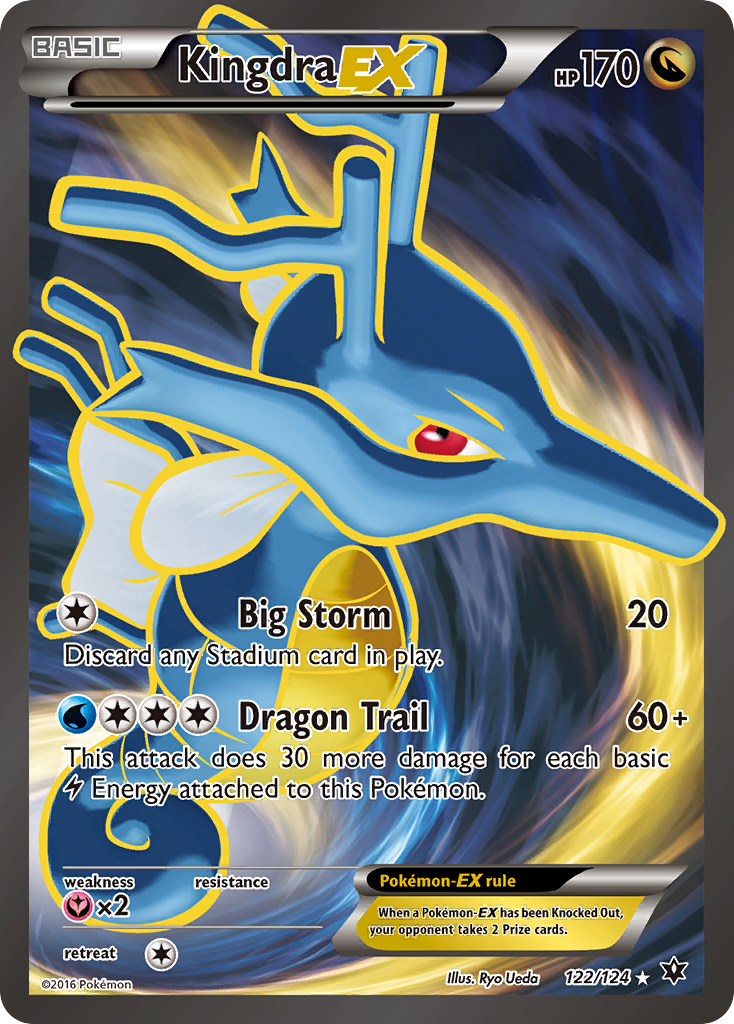 BASIC KingdraEX HP170
Big Storm 20
Discard any Stadium card in play.
Dragon Trail 60+
This attack does 30 more damage for each basic
Energy attached to this Pokémon.
weakness resistance
×2
retreat
Pokémon-EX rule
When a Pokémon-EX has been Knocked Out,
your opponent takes 2 Prize cards.
©2016 Pokémon Illus. Ryo Ueda 122/124